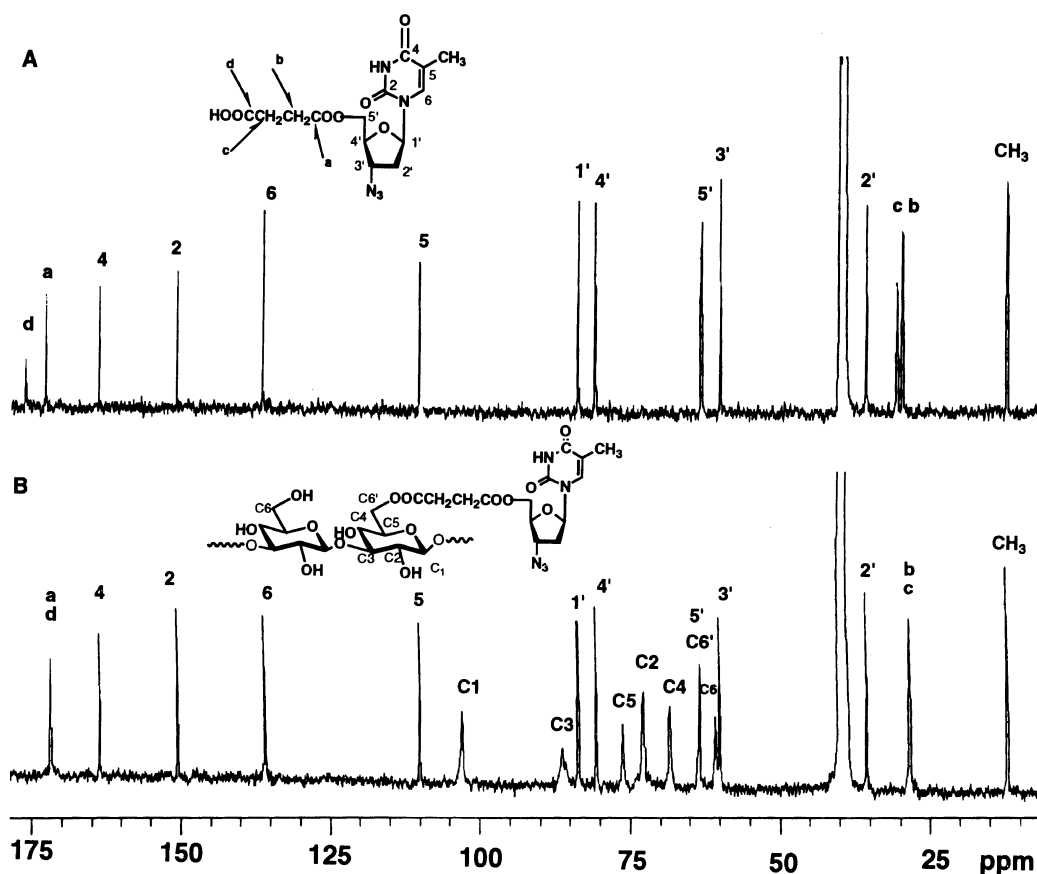 A
O
4
CH3
HN
5
2
O
N
6
d
b
HOOCCH2CH2COO
5'
O
4'
1'
c
a
3'
2'
N3
d
a
4
2
6
5
1'
4'
5'
3'
2'
c b
CH3
B
O
CH3
HN
O
N
C6
OH
C6'
OOCCH2CH2COO
O
C4
C5
HO
O
HO
O
O
O
O
C3
C2
OH
OH
C1
N3
a
d
4
2
6
5
C1
C3
1'
4'
C5
C2
C4
5'
C6'
C6
3'
2'
b
c
CH3
175 150 125 100 75 50 25 ppm